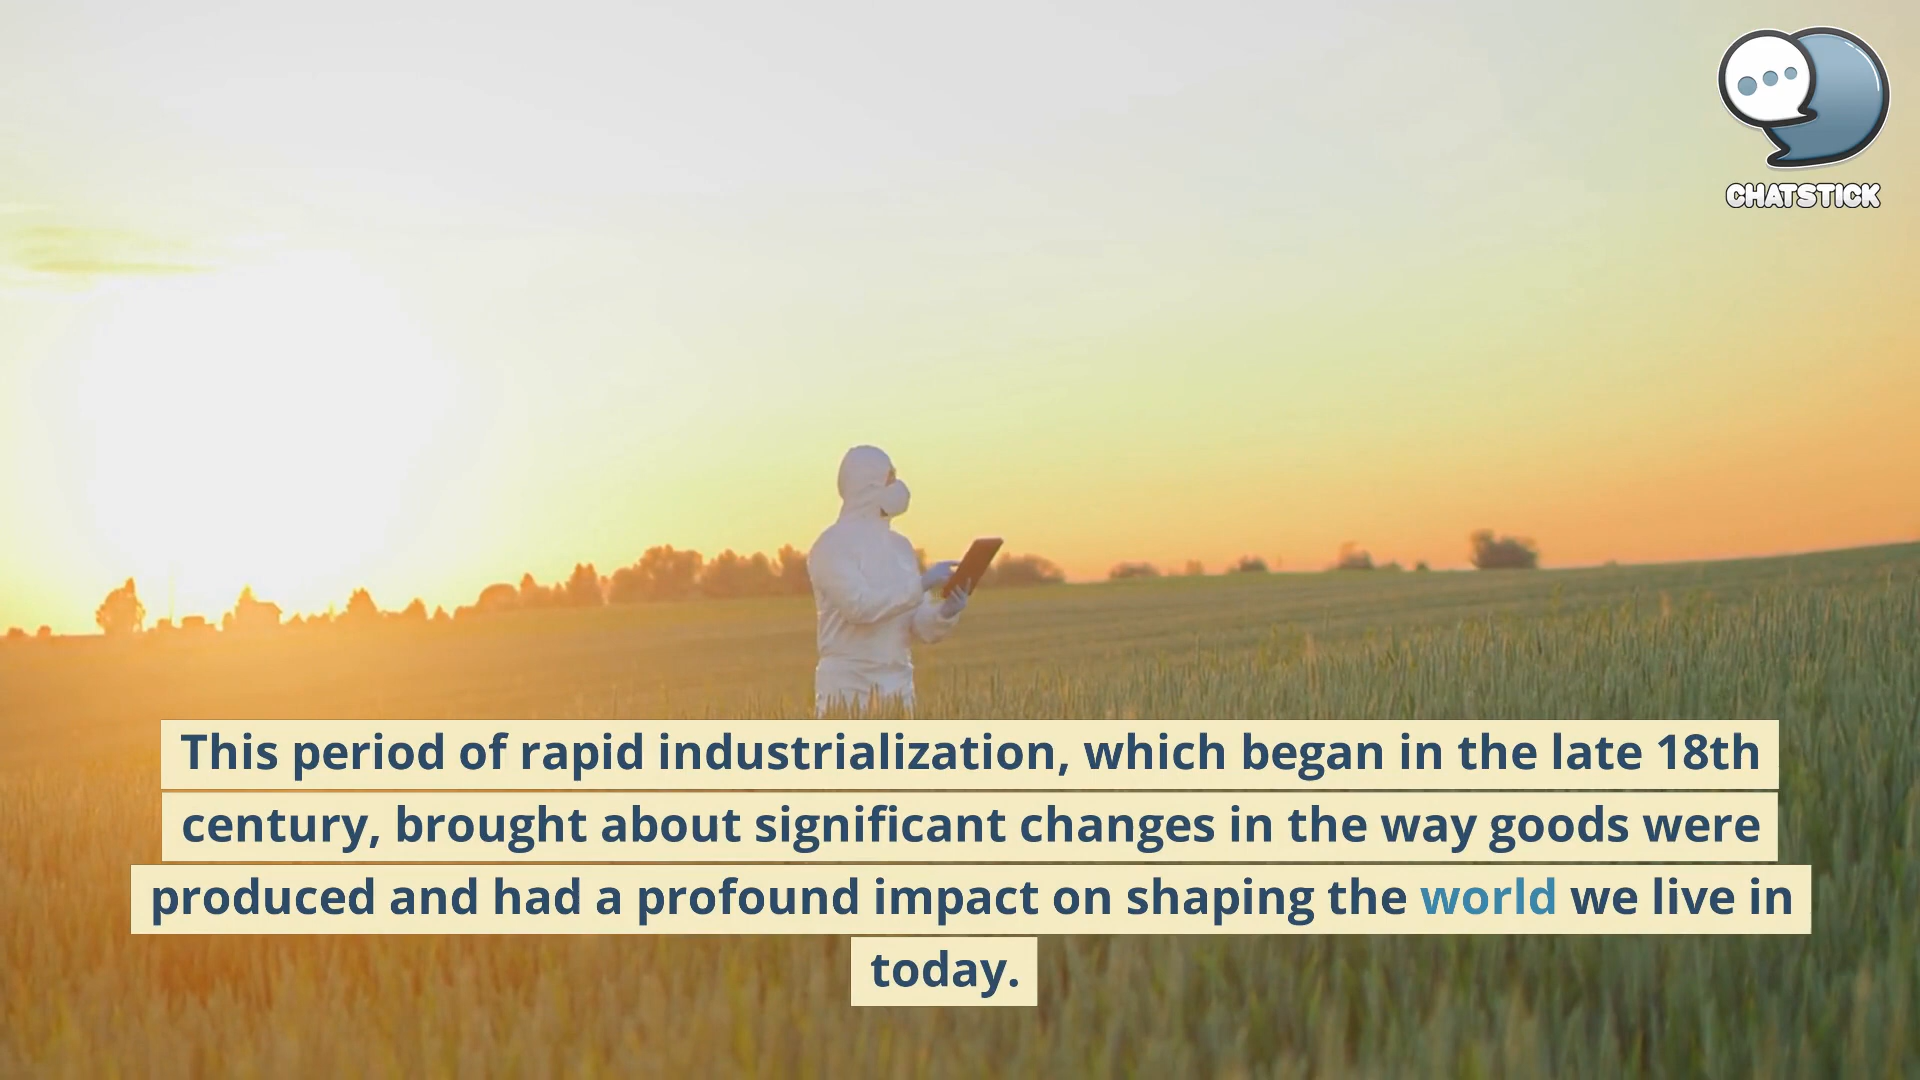 CHATSTICK
This period of rapid industrialization, which began in the late 18th
century, brought about significant changes in the way goods were
produced and had a profound impact on shaping the world we live in
today.